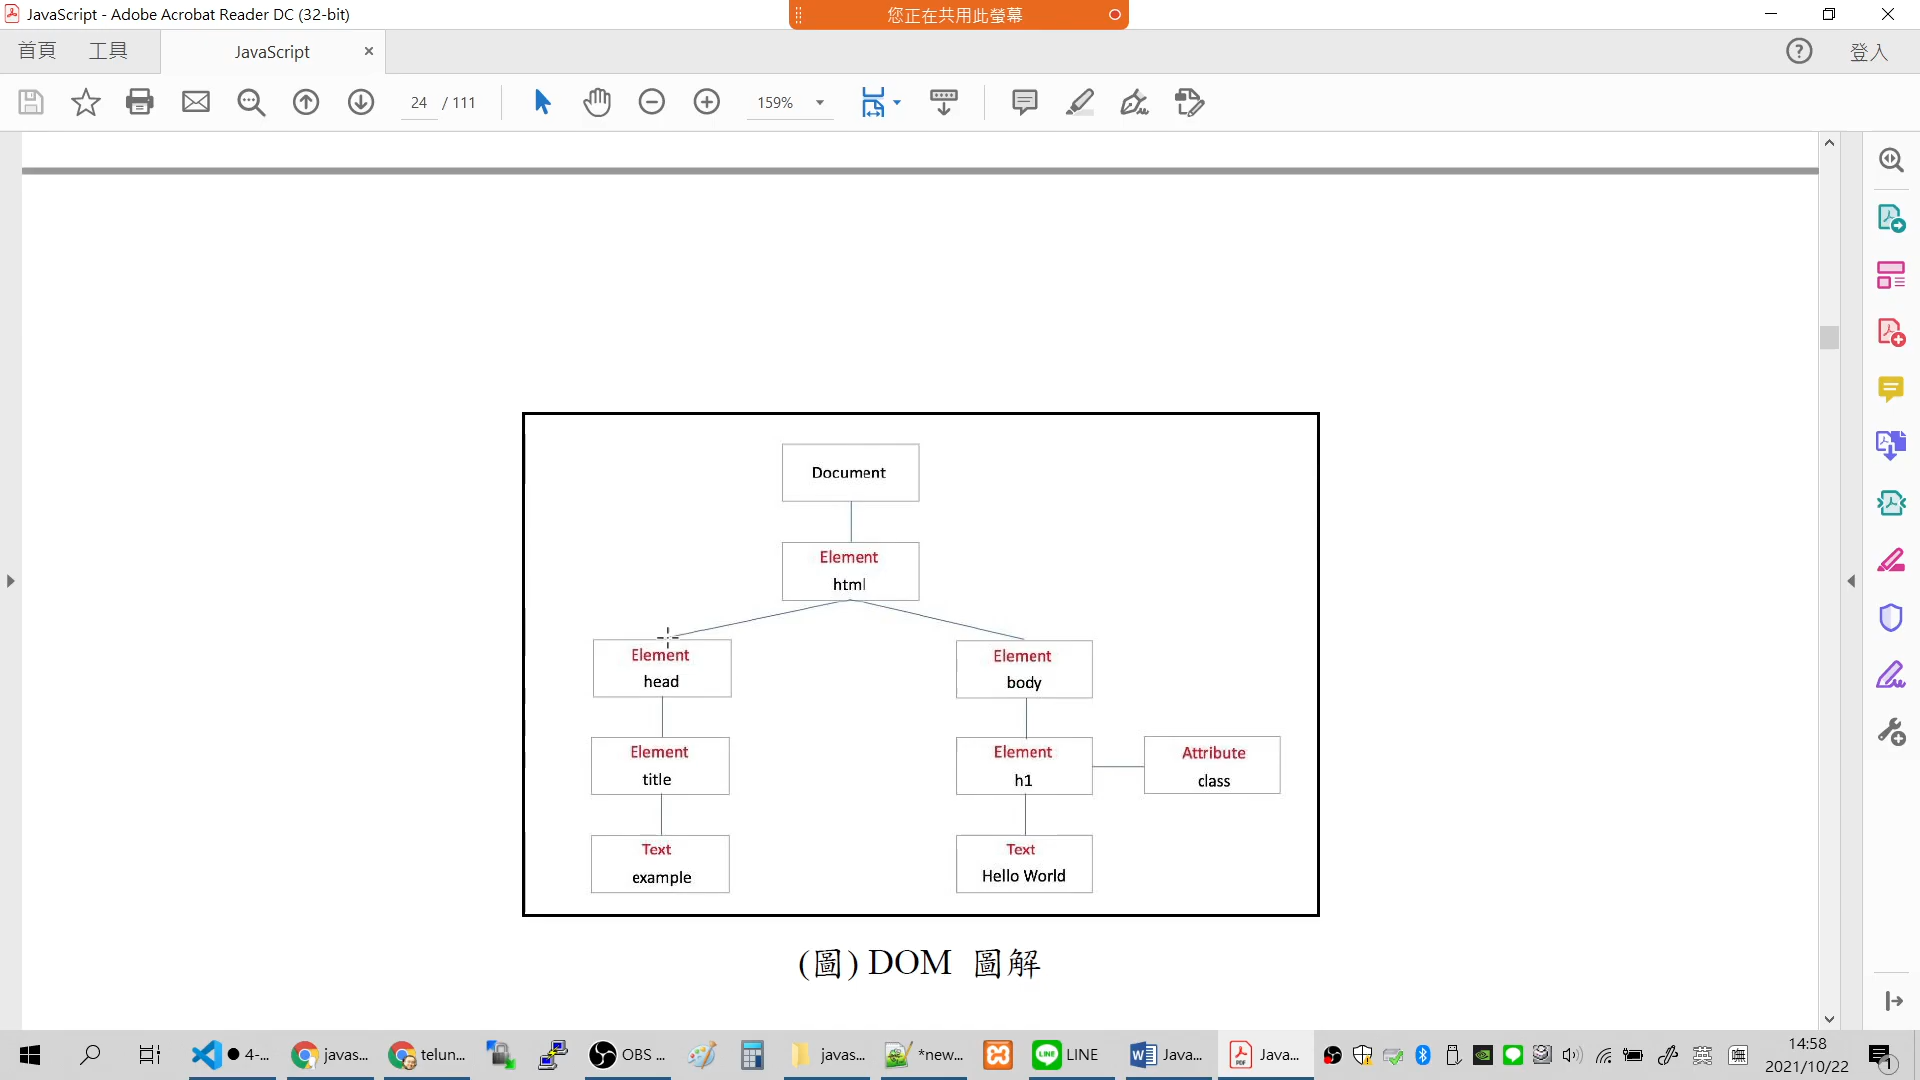 JavaScript - Adobe Acrobat Reader DC (32-bit)
您正在共用此螢幕
首頁
工具
JavaScript
登入
24 / 111
159%
Document
Element
html
Element
head
Element
body
Element
title
Element
h1
Attribute
class
Text
example
Text
Hello World
(圖) DOM 圖解
4-...
javas...
telun...
OBS ...
javas...
*new...
LINE
Java...
Java...
英
14:58
2021/10/22
1